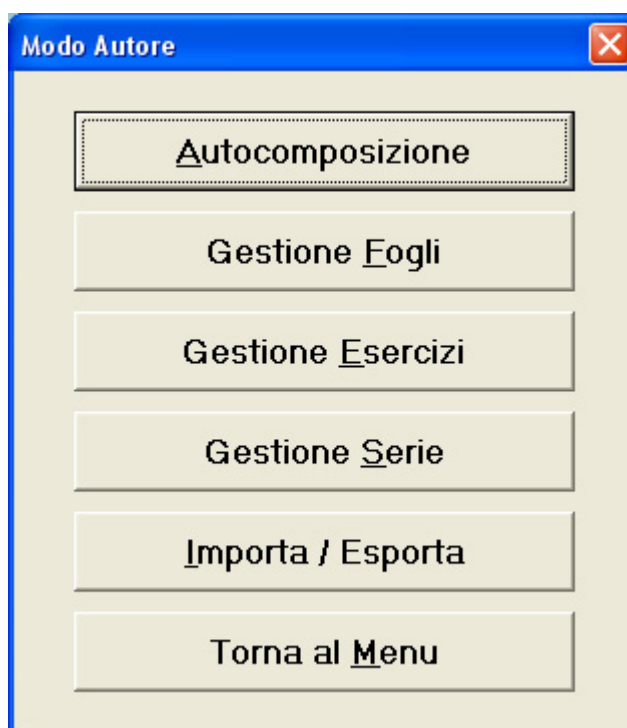 Modo Autore
Autocomposizione
Gestione Fogli
Gestione Esercizi
Gestione Serie
Importa / Esporta
Torna al Menu